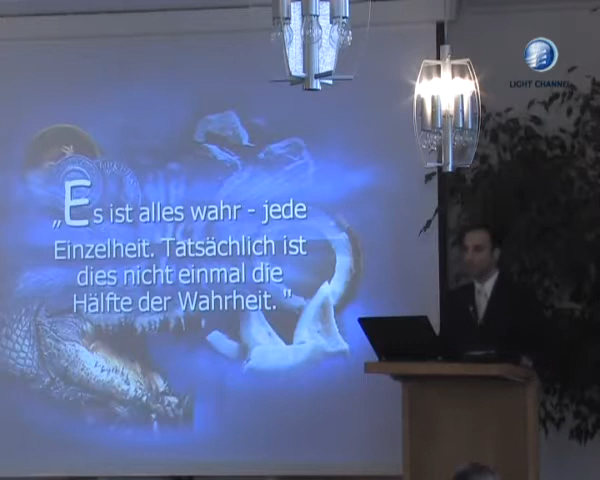 LIGHT CHANNEL
„Es ist alles wahr - jede
Einzelheit. Tatsächlich ist
dies nicht einmal die
Hälfte der Wahrheit."